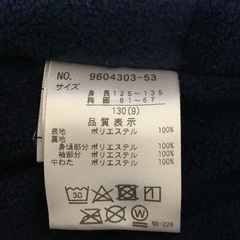 NO. 9604303-53
サイズ
身長 125~135
胸囲 61~67
130(9)
品質表示
表地 ポリエステル 100%
裏地
身頃部分 ポリエステル 100%
袖部分 ポリエステル 100%
中わた ポリエステル 100%
30
W
NB-229